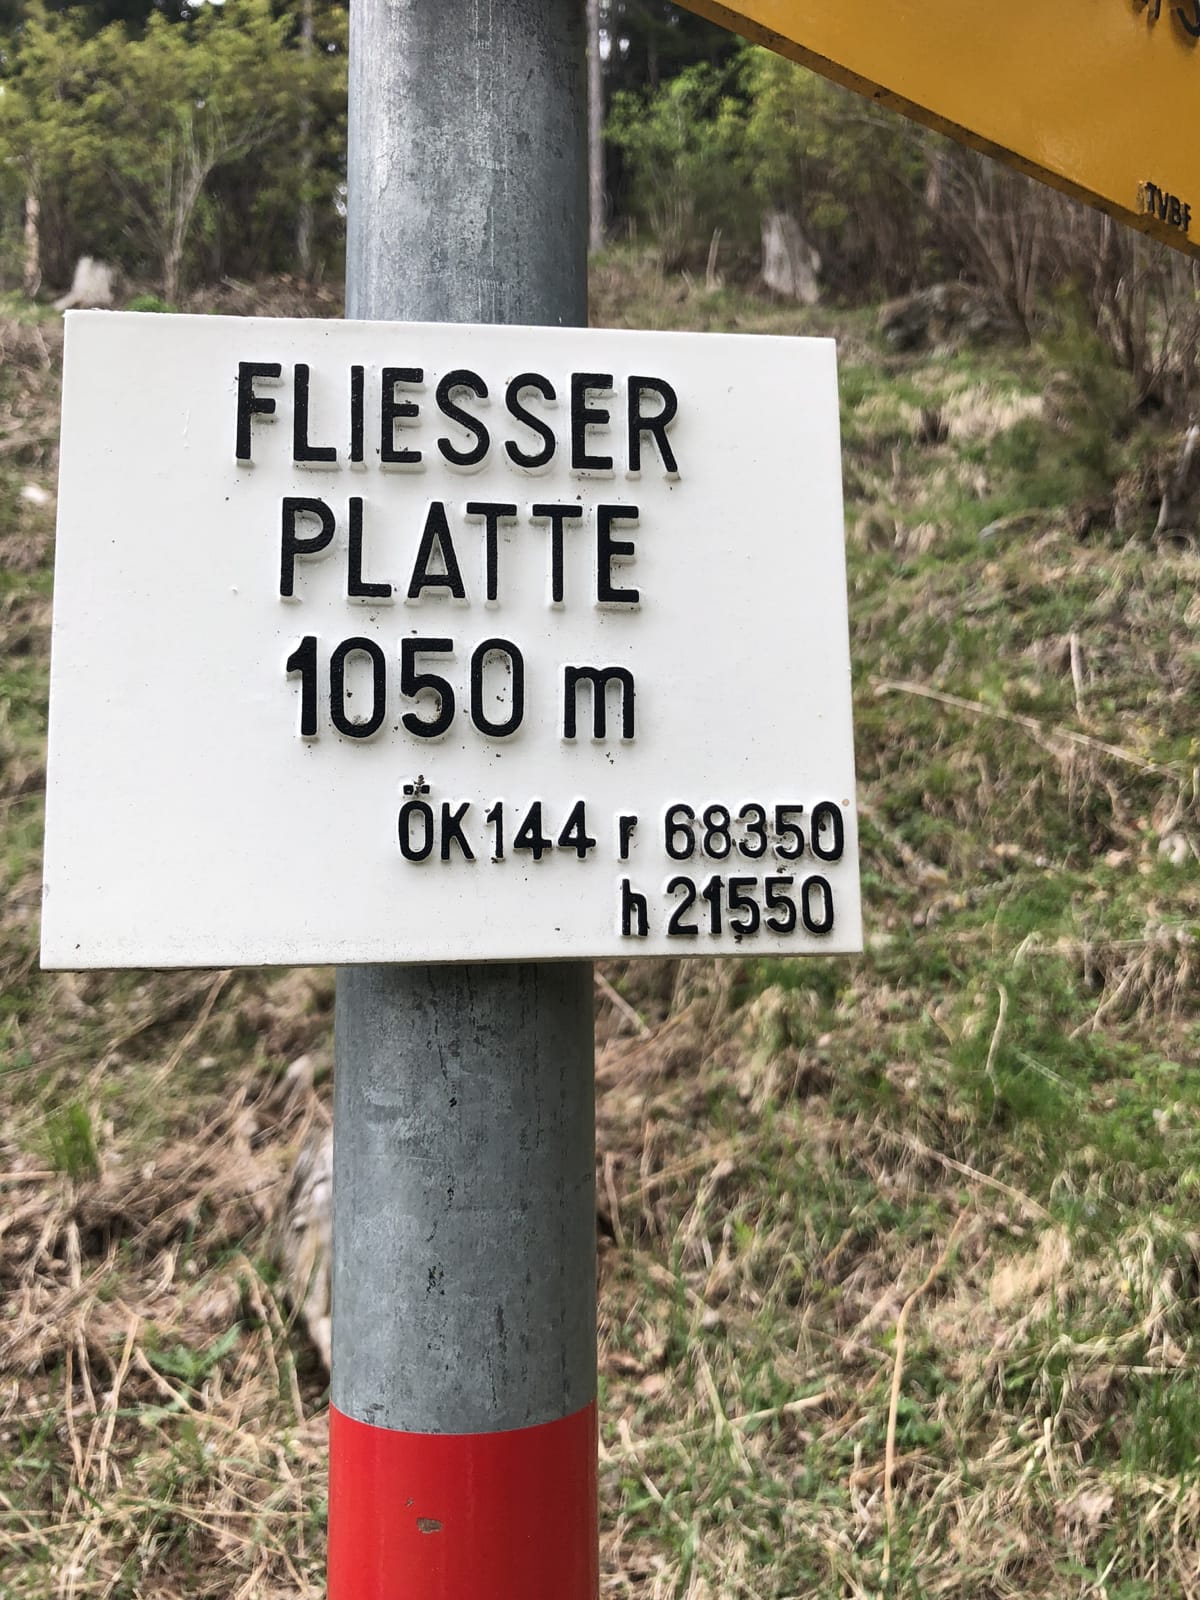 TVBF
FLIESSER
PLATTE
1050 m
ÖK144 r 68350
h 21550